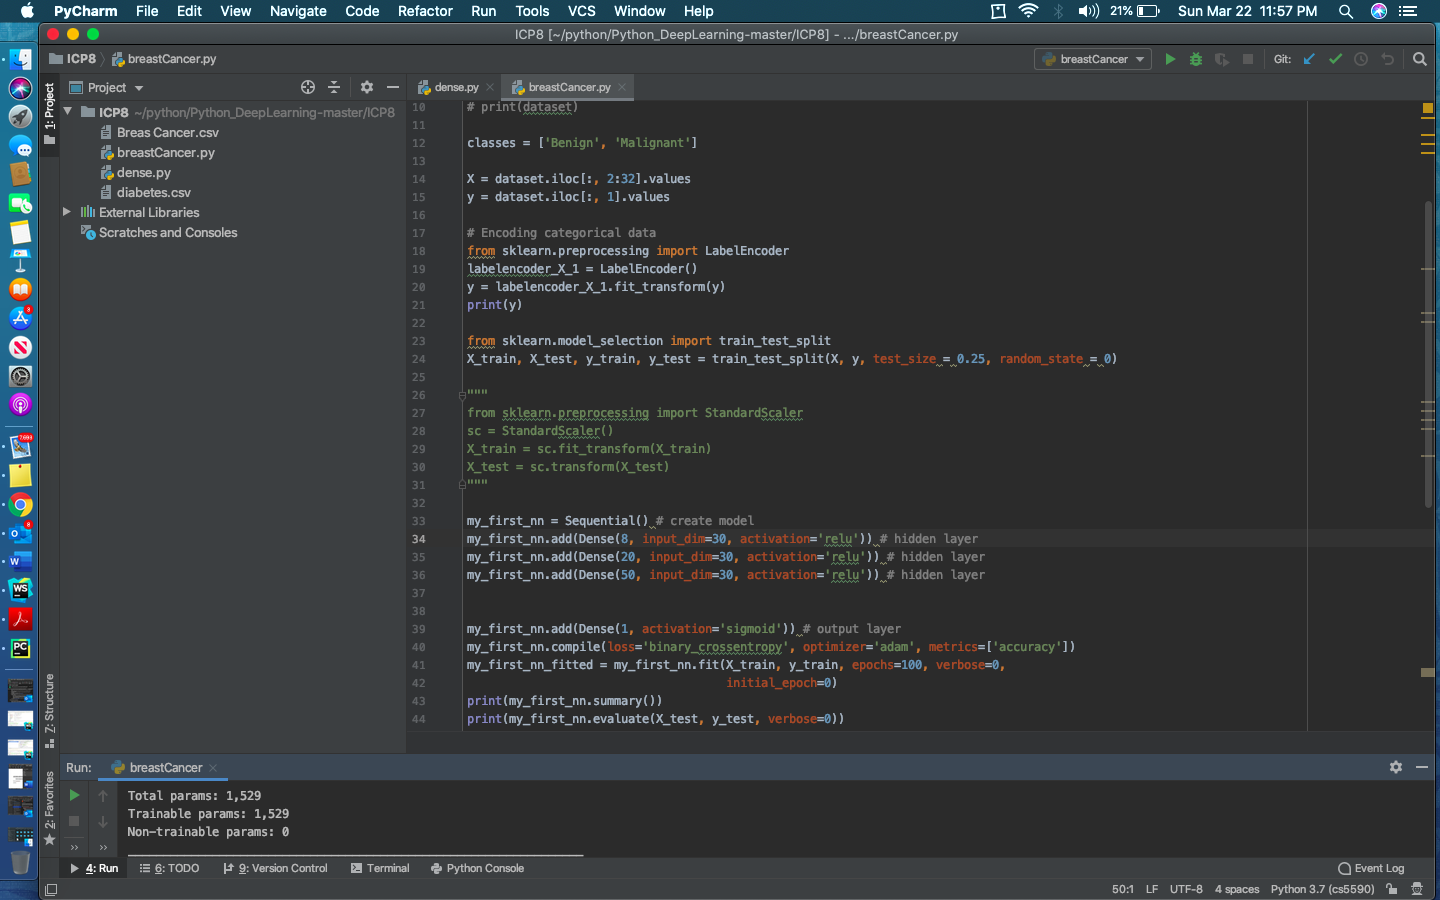 PyCharm File Edit View Navigate Code Refactor Run Tools VCS Window Help 21% Sun Mar 22 11:57 PM
ICP8 [~/python/Python_DeepLearning-master/ICP8] - .../breastCancer.py
ICP8 breastCancer.py breastCancer Git:
Project dense.py breastCancer.py
1: Project
ICP8 ~/python/Python_DeepLearning-master/ICP8
Breas Cancer.csv
breastCancer.py
dense.py
diabetes.csv
External Libraries
Scratches and Consoles
10 # print(dataset)
11
12 classes = ['Benign', 'Malignant']
13
14 X = dataset.iloc[:, 2:32].values
15 y = dataset.iloc[:, 1].values
16
17 # Encoding categorical data
18 from sklearn.preprocessing import LabelEncoder
19 labelencoder_X_1 = LabelEncoder()
20 y = labelencoder_X_1.fit_transform(y)
21 print(y)
22
23 from sklearn.model_selection import train_test_split
24 X_train, X_test, y_train, y_test = train_test_split(X, y, test_size = 0.25, random_state = 0)
25
26 """
27 from sklearn.preprocessing import StandardScaler
28 sc = StandardScaler()
29 X_train = sc.fit_transform(X_train)
30 X_test = sc.transform(X_test)
31 """
32
33 my_first_nn = Sequential() # create model
34 my_first_nn.add(Dense(8, input_dim=30, activation='relu')) # hidden layer
35 my_first_nn.add(Dense(20, input_dim=30, activation='relu')) # hidden layer
36 my_first_nn.add(Dense(50, input_dim=30, activation='relu')) # hidden layer
37
38
39 my_first_nn.add(Dense(1, activation='sigmoid')) # output layer
40 my_first_nn.compile(loss='binary_crossentropy', optimizer='adam', metrics=['accuracy'])
41 my_first_nn_fitted = my_first_nn.fit(X_train, y_train, epochs=100, verbose=0,
42 initial_epoch=0)
43 print(my_first_nn.summary())
44 print(my_first_nn.evaluate(X_test, y_test, verbose=0))
Z: Structure
2: Favorites
Run: breastCancer
Total params: 1,529
Trainable params: 1,529
Non-trainable params: 0
4: Run 6: TODO 9: Version Control Terminal Python Console Event Log
50:1 LF UTF-8 4 spaces Python 3.7 (cs5590)